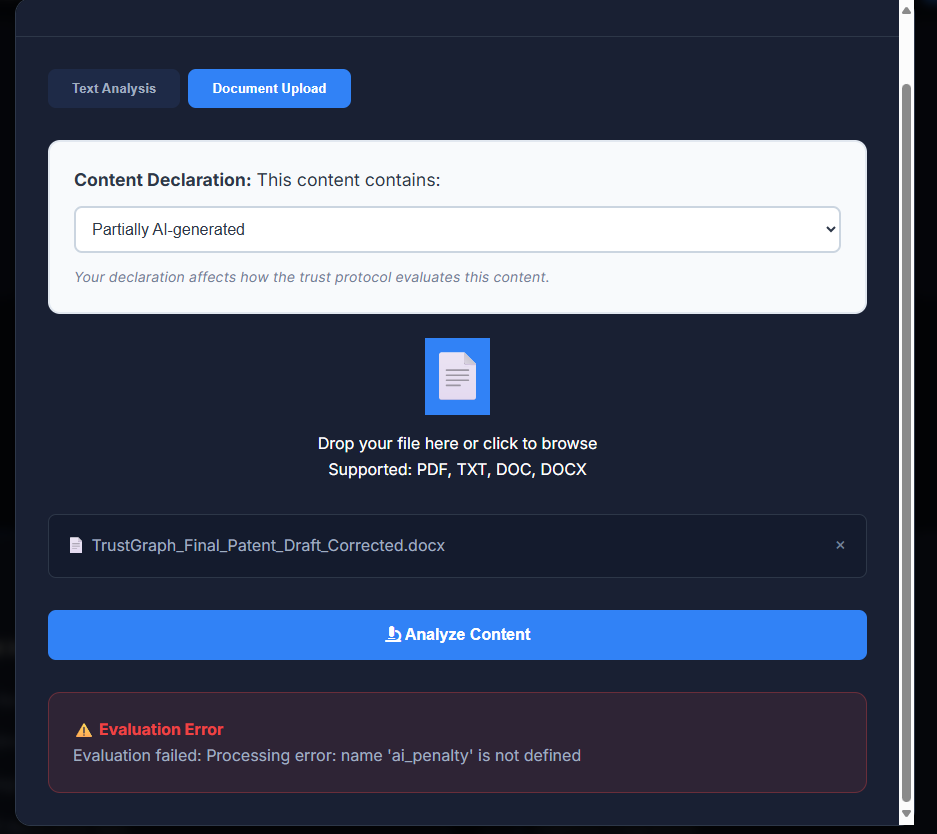 Text Analysis
Document Upload
Content Declaration: This content contains:
Partially AI-generated
Your declaration affects how the trust protocol evaluates this content.
Drop your file here or click to browse
Supported: PDF, TXT, DOC, DOCX
TrustGraph_Final_Patent_Draft_Corrected.docx
×
Analyze Content
Evaluation Error
Evaluation failed: Processing error: name 'ai_penalty' is not defined